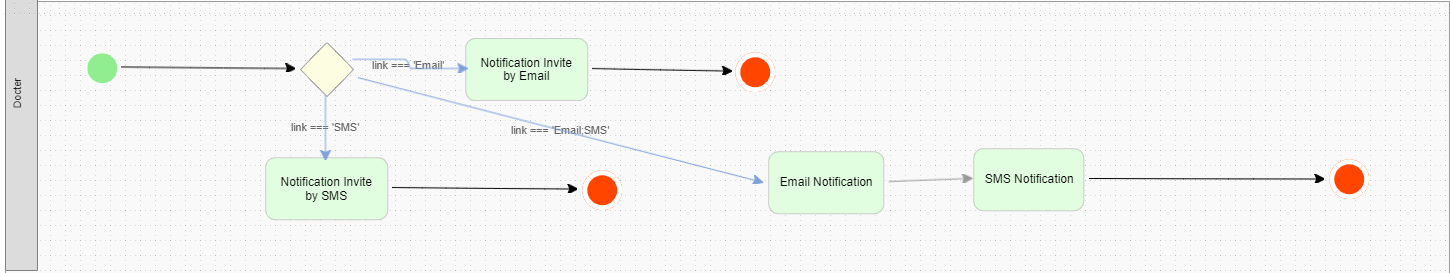 Docter
link === 'Email'
Notification Invite
by Email
link === 'SMS'
link === 'Email;SMS'
Notification Invite
by SMS
Email Notification
SMS Notification